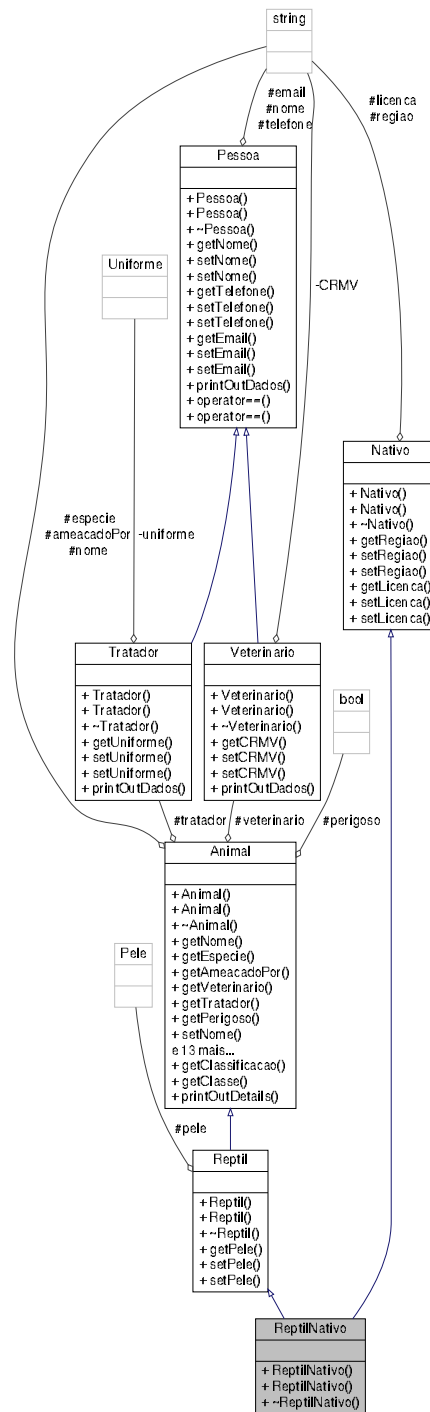 string
#email
#nome
#telefone
#licenca
#regiao
Pessoa
+ Pessoa()
+ Pessoa()
+ ~Pessoa()
+ getNome()
+ setNome()
+ setNome()
+ getTelefone()
+ setTelefone()
+ setTelefone()
+ getEmail()
+ setEmail()
+ setEmail()
+ printOutDados()
+ operator==()
+ operator==()
Uniforme
-CRMV
Nativo
+ Nativo()
+ Nativo()
+ ~Nativo()
+ getRegiao()
+ setRegiao()
+ setRegiao()
+ getLicenca()
+ setLicenca()
+ setLicenca()
#especie
#ameacadoPor
#nome
-uniforme
Tratador
+ Tratador()
+ Tratador()
+ ~Tratador()
+ getUniforme()
+ setUniforme()
+ setUniforme()
+ printOutDados()
Veterinario
+ Veterinario()
+ Veterinario()
+ ~Veterinario()
+ getCRMV()
+ setCRMV()
+ setCRMV()
+ printOutDados()
bool
#tratador
#veterinario
#perigoso
Animal
+ Animal()
+ Animal()
+ ~Animal()
+ getNome()
+ getEspecie()
+ getAmeacadoPor()
+ getVeterinario()
+ getTratador()
+ getPerigoso()
+ setNome()
e 13 mais...
+ getClassificacao()
+ getClasse()
+ printOutDetails()
Pele
#pele
Reptil
+ Reptil()
+ Reptil()
+ ~Reptil()
+ getPele()
+ setPele()
+ setPele()
ReptilNativo
+ ReptilNativo()
+ ReptilNativo()
+ ~ReptilNativo()